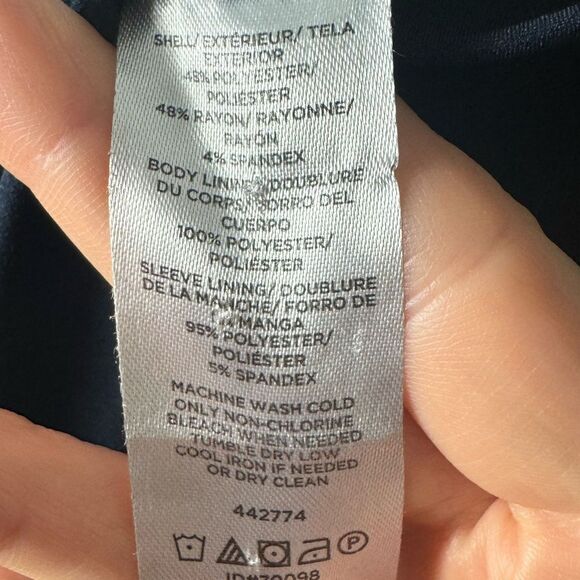 SHELL/ EXTÉRIEUR/ TELA
EXTERIOR
48% POLYESTER/
POLIÉSTER
48% RAYON/ RAYONNE/
RAYÓN
4% SPANDEX
BODY LINING/ DOUBLURE
DU CORPS/ FORRO DEL
CUERPO
100% POLYESTER/
POLIÉSTER
SLEEVE LINING/ DOUBLURE
DE LA MANCHE/ FORRO DE
LA MANGA
95% POLYESTER/
POLIÉSTER
5% SPANDEX
MACHINE WASH COLD
ONLY NON-CHLORINE
BLEACH WHEN NEEDED
TUMBLE DRY LOW
COOL IRON IF NEEDED
OR DRY CLEAN
442774
P
ID#70098